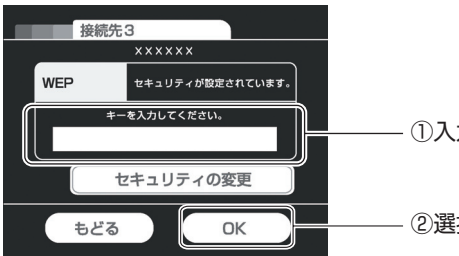 接続先3
××××××
WEP
セキュリティが設定されています。
キーを入力してください。
①入
セキュリティの変更
もどる
OK
②選